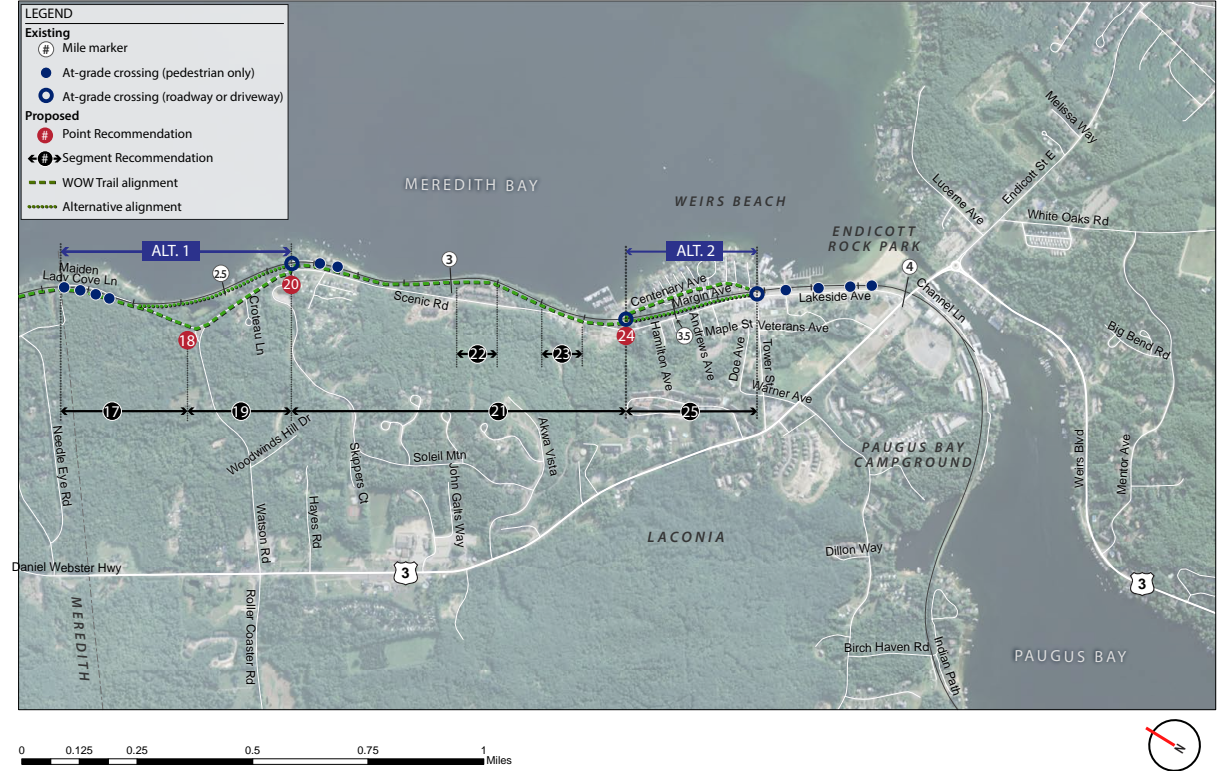 LEGEND
Existing
# Mile marker
At-grade crossing (pedestrian only)
At-grade crossing (roadway or driveway)
Proposed
# Point Recommendation
# Segment Recommendation
WOW Trail alignment
Alternative alignment
MEREDITH BAY
WEIRS BEACH
ENDICOTT
ROCK PARK
Melissa Way
Endicott St E
Lucerne Ave
White Oaks Rd
ALT. 1
ALT. 2
Maiden
Lady Cove Ln
2.5
3
4
20
18
24
3.5
Croteau Ln
Scenic Rd
Centenary Ave
Margin Ave
Lakeside Ave
Channel Ln
Maple St
Veterans Ave
Hamilton Ave
Andrews Ave
Doe Ave
Tower St
Warner Ave
Big Bend Rd
22
23
17
19
21
25
Needle Eye Rd
Woodwinds Hill Dr
Watson Rd
Hayes Rd
Skippers Ct
Soleil Mtn
John Galts Way
Akwa Vista
PAUGUS BAY
CAMPGROUND
Weirs Blvd
Mentor Ave
LACONIA
Dillon Way
Daniel Webster Hwy
3
3
MEREDITH
Roller Coaster Rd
Birch Haven Rd
Indian Path
PAUGUS BAY
0 0.125 0.25 0.5 0.75 1
Miles
N